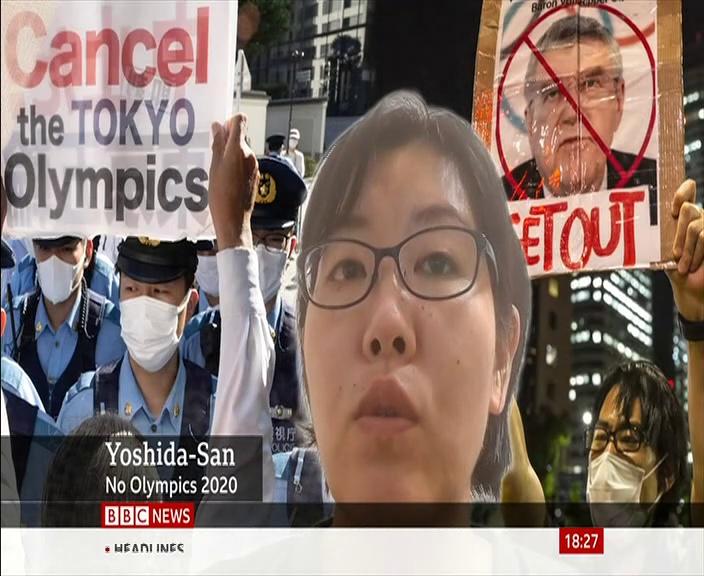 Cancel
the TOKYO
Olympics
GET OUT
Yoshida-San
No Olympics 2020
BBC NEWS
18:27
• HEADLINES